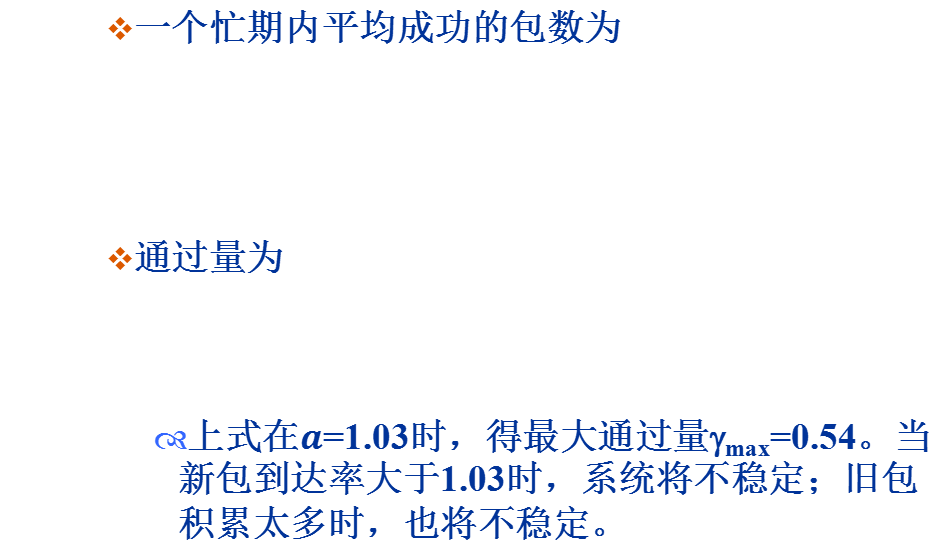 ❖一个忙期内平均成功的包数为
❖通过量为
上式在a=1.03时，得最大通过量γmax=0.54。当
新包到达率大于1.03时，系统将不稳定；旧包
积累太多时，也将不稳定。